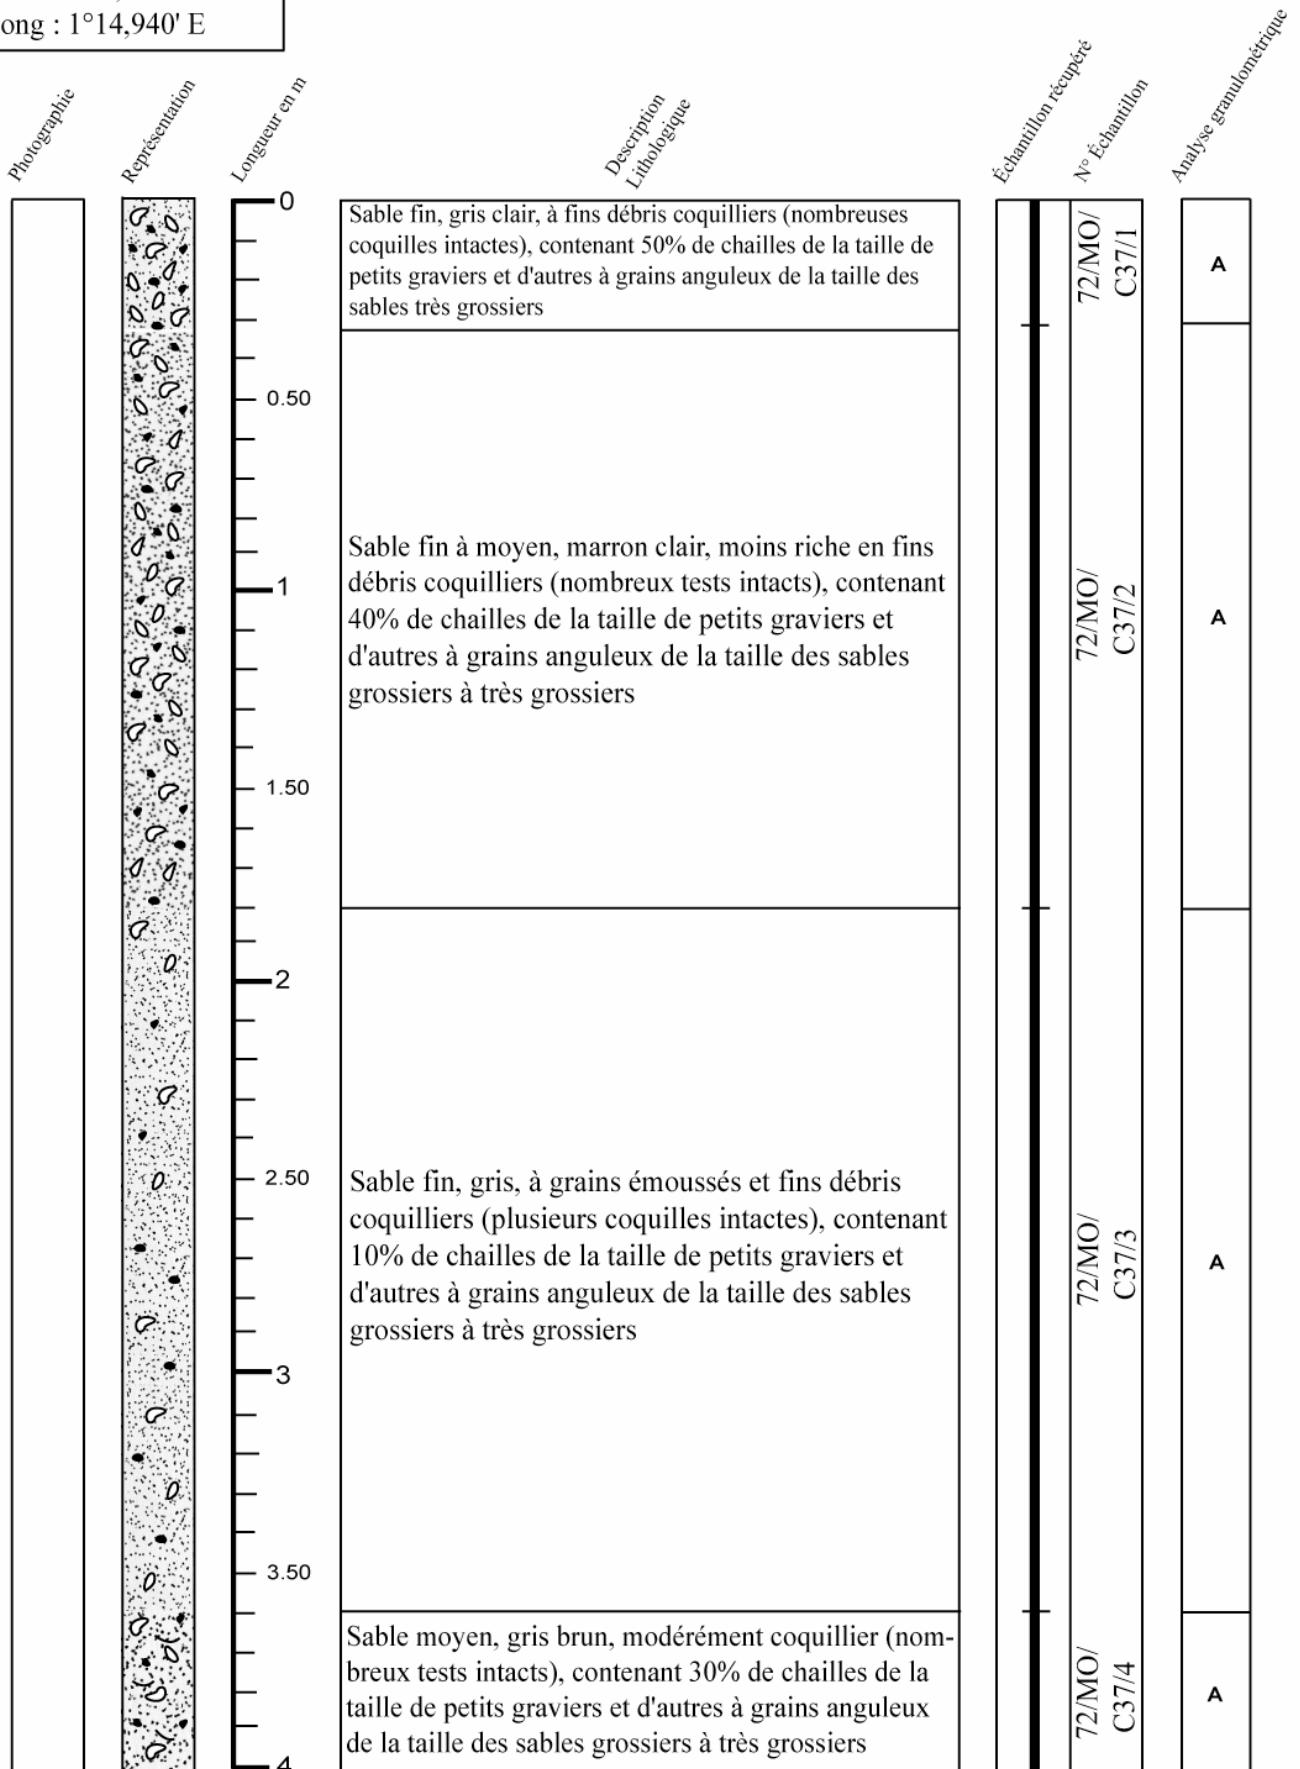 ong : 1°14,940' E
Photographie
Représentation
Longueur en m
Description
Lithologique
Échantillon récupéré
N° Échantillon
Analyse granulométrique
0
0.50
1
1.50
2
2.50
3
3.50
4
Sable fin, gris clair, à fins débris coquilliers (nombreuses
coquilles intactes), contenant 50% de chailles de la taille de
petits graviers et d'autres à grains anguleux de la taille des
sables très grossiers
72/MO/
C37/1
A
Sable fin à moyen, marron clair, moins riche en fins
débris coquilliers (nombreux tests intacts), contenant
40% de chailles de la taille de petits graviers et
d'autres à grains anguleux de la taille des sables
grossiers à très grossiers
72/MO/
C37/2
A
Sable fin, gris, à grains émoussés et fins débris
coquilliers (plusieurs coquilles intactes), contenant
10% de chailles de la taille de petits graviers et
d'autres à grains anguleux de la taille des sables
grossiers à très grossiers
72/MO/
C37/3
A
Sable moyen, gris brun, modérément coquillier (nom-
breux tests intacts), contenant 30% de chailles de la
taille de petits graviers et d'autres à grains anguleux
de la taille des sables grossiers à très grossiers
72/MO/
C37/4
A